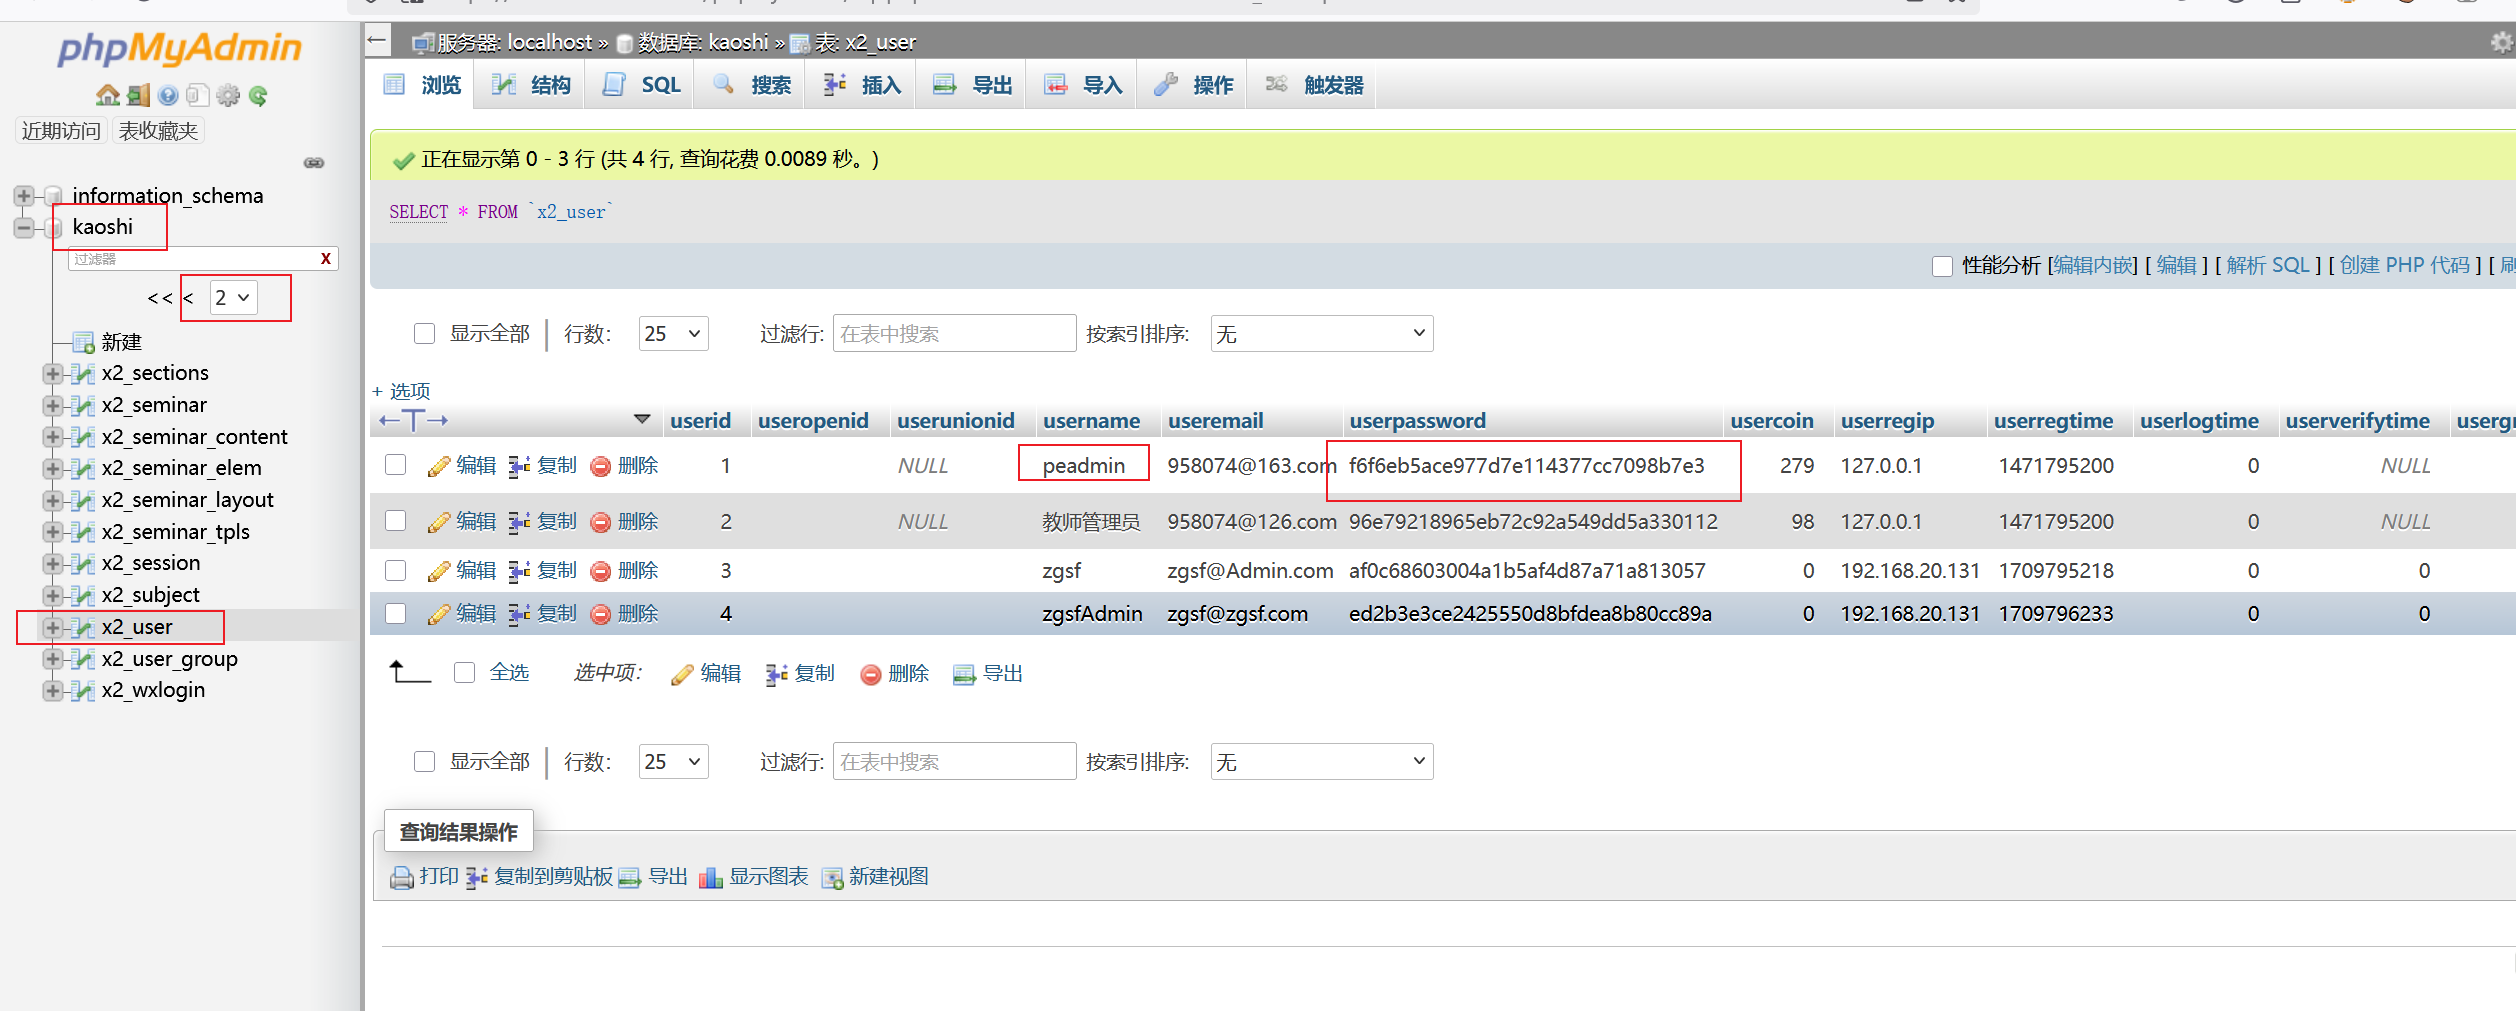 phpMyAdmin
近期访问 表收藏夹
information_schema
kaoshi
过滤器 X
<< < 2
新建
x2_sections
x2_seminar
x2_seminar_content
x2_seminar_elem
x2_seminar_layout
x2_seminar_tpls
x2_session
x2_subject
x2_user
x2_user_group
x2_wxlogin
服务器: localhost » 数据库: kaoshi » 表: x2_user
浏览 结构 SQL 搜索 插入 导出 导入 操作 触发器
正在显示第 0 - 3 行 (共 4 行, 查询花费 0.0089 秒。)
SELECT * FROM `x2_user`
性能分析 [编辑内嵌] [ 编辑 ] [ 解析 SQL ] [ 创建 PHP 代码 ] [ 刷
显示全部 行数: 25 过滤行: 在表中搜索 按索引排序: 无
+ 选项
←T→ userid useropenid userunionid username useremail userpassword usercoin userregip userregtime userlogtime userverifytime usergr
编辑 复制 删除 1 NULL peadmin 958074@163.com f6f6eb5ace977d7e114377cc7098b7e3 279 127.0.0.1 1471795200 0 NULL
编辑 复制 删除 2 NULL 教师管理员 958074@126.com 96e79218965eb72c92a549dd5a330112 98 127.0.0.1 1471795200 0 NULL
编辑 复制 删除 3 zgsf zgsf@Admin.com af0c68603004a1b5af4d87a71a813057 0 192.168.20.131 1709795218 0 0
编辑 复制 删除 4 zgsfAdmin zgsf@zgsf.com ed2b3e3ce2425550d8bfdea8b80cc89a 0 192.168.20.131 1709796233 0 0
全选 选中项: 编辑 复制 删除 导出
显示全部 行数: 25 过滤行: 在表中搜索 按索引排序: 无
查询结果操作
打印 复制到剪贴板 导出 显示图表 新建视图